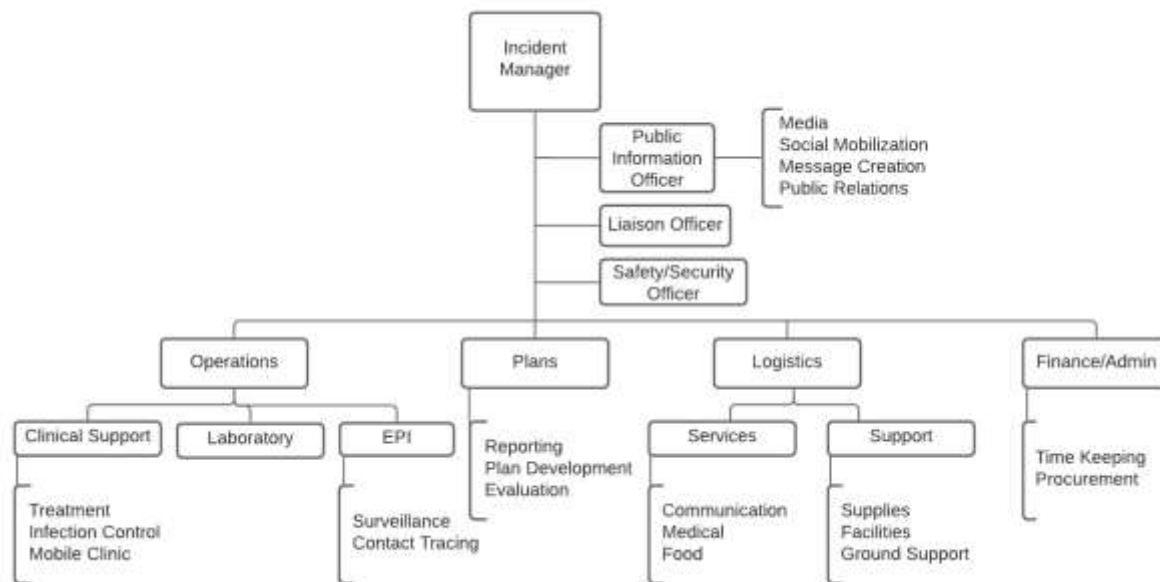 Incident
Manager
Public
Information
Officer
Media
Social Mobilization
Message Creation
Public Relations
Liaison Officer
Safety/Security
Officer
Operations
Plans
Logistics
Finance/Admin
Clinical Support
Laboratory
EPI
Services
Support
Treatment
Infection Control
Mobile Clinic
Surveillance
Contact Tracing
Reporting
Plan Development
Evaluation
Communication
Medical
Food
Supplies
Facilities
Ground Support
Time Keeping
Procurement